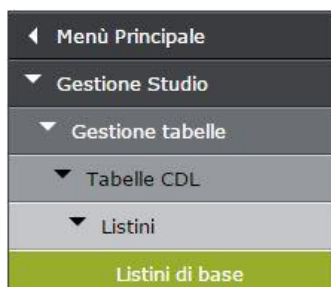 Menù Principale
Gestione Studio
Gestione tabelle
Tabelle CDL
Listini
Listini di base